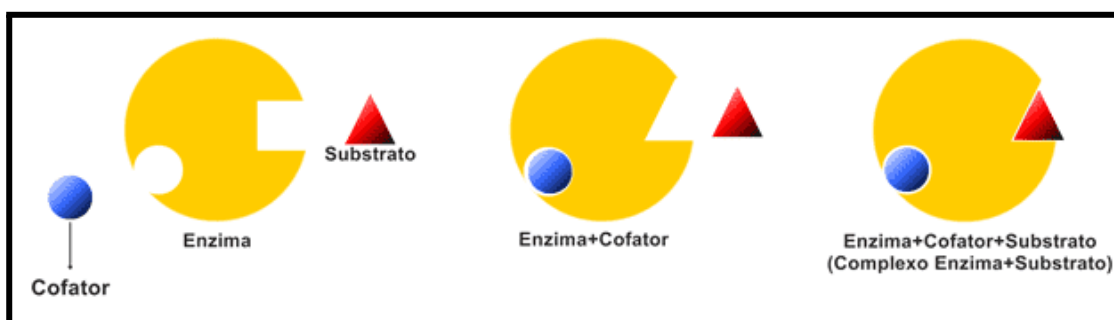 Substrato
Enzima
Cofator
Enzima+Cofator
Enzima+Cofator+Substrato
(Complexo Enzima+Substrato)